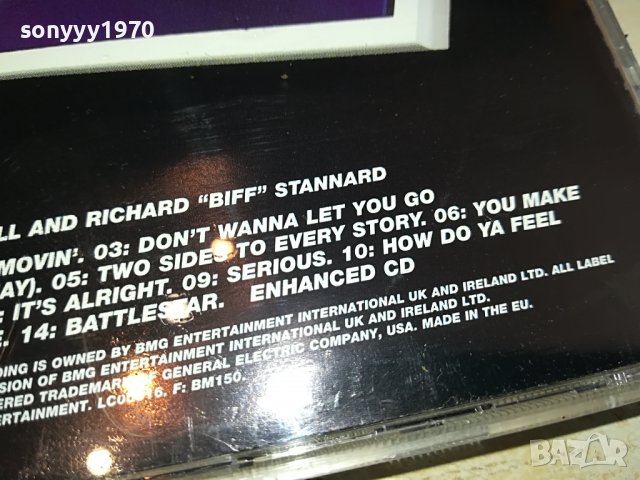 sonyyy1970
LL AND RICHARD "BIFF" STANNARD
MOVIN'. 03: DON'T WANNA LET YOU GO
AY). 05: TWO SIDES TO EVERY STORY. 06: YOU MAKE
: IT'S ALRIGHT. 09: SERIOUS. 10: HOW DO YA FEEL
. 14: BATTLESTAR. ENHANCED CD
DING IS OWNED BY BMG ENTERTAINMENT INTERNATIONAL UK AND IRELAND LTD. ALL LABEL
SION OF BMG ENTERTAINMENT INTERNATIONAL UK AND IRELAND LTD.
ERED TRADEMARK GENERAL ELECTRIC COMPANY, USA. MADE IN THE EU.
ERTAINMENT. F: BM150.
BAZAR
bg